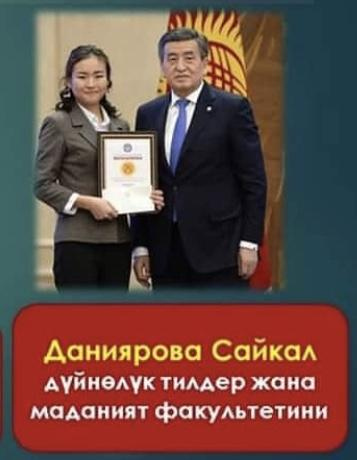 Даниярова Сайкал
дүйнөлүк тилдер жана
маданият факультетини